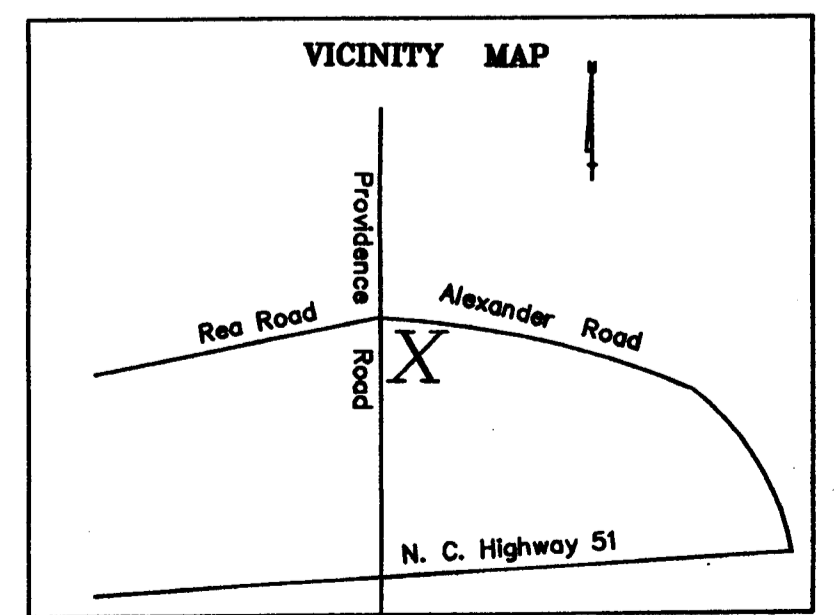 VICINITY MAP
N
Providence Road
Rea Road
Alexander Road
X
N. C. Highway 51